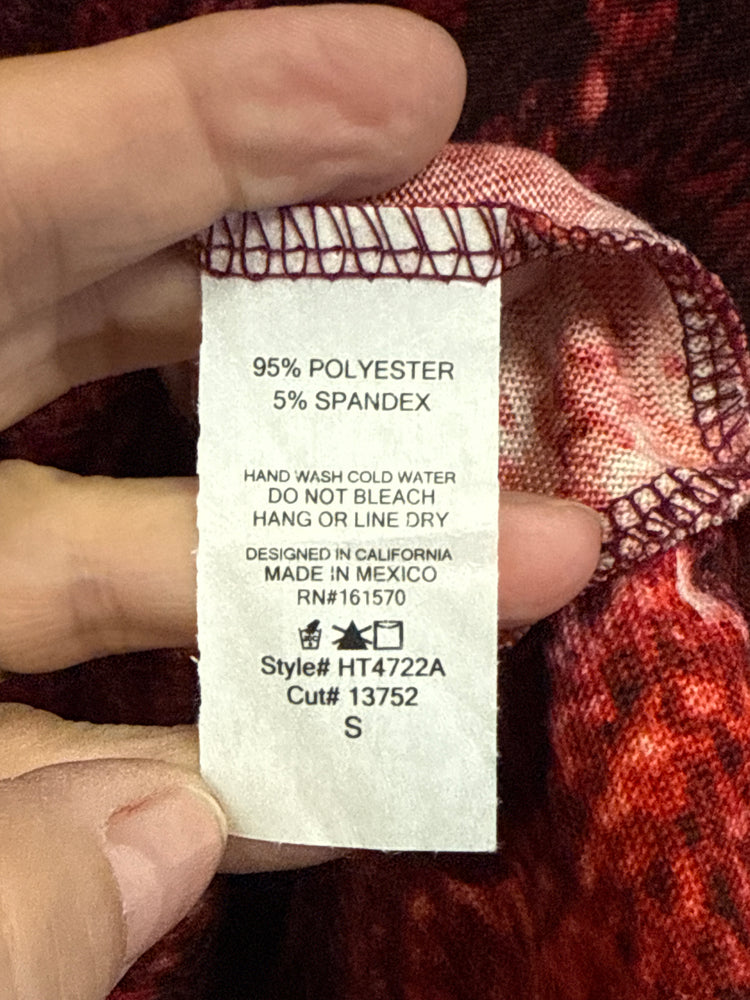 95% POLYESTER
5% SPANDEX
HAND WASH COLD WATER
DO NOT BLEACH
HANG OR LINE DRY
DESIGNED IN CALIFORNIA
MADE IN MEXICO
RN#161570
Style# HT4722A
Cut# 13752
S